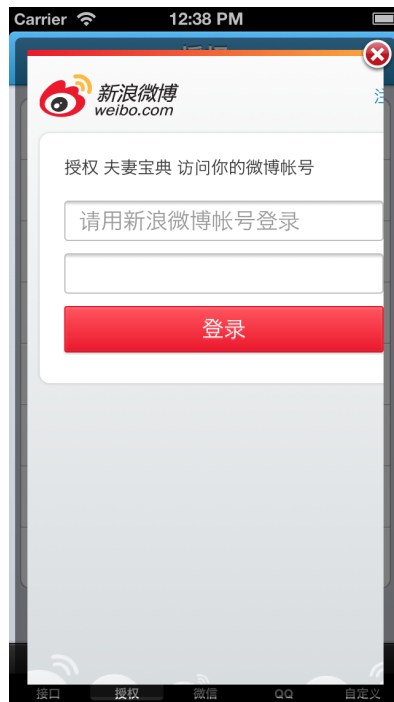 Carrier 12:38 PM
新浪微博
weibo.com
注
授权 夫妻宝典 访问你的微博帐号
请用新浪微博帐号登录
登录
接口 授权 微信 QQ 自定义